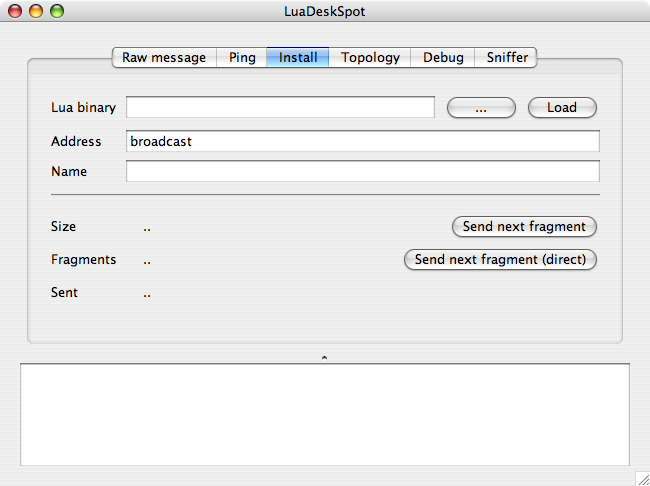 LuaDeskSpot
Raw message Ping Install Topology Debug Sniffer
Lua binary ... Load
Address broadcast
Name
Size .. Send next fragment
Fragments .. Send next fragment (direct)
Sent ..